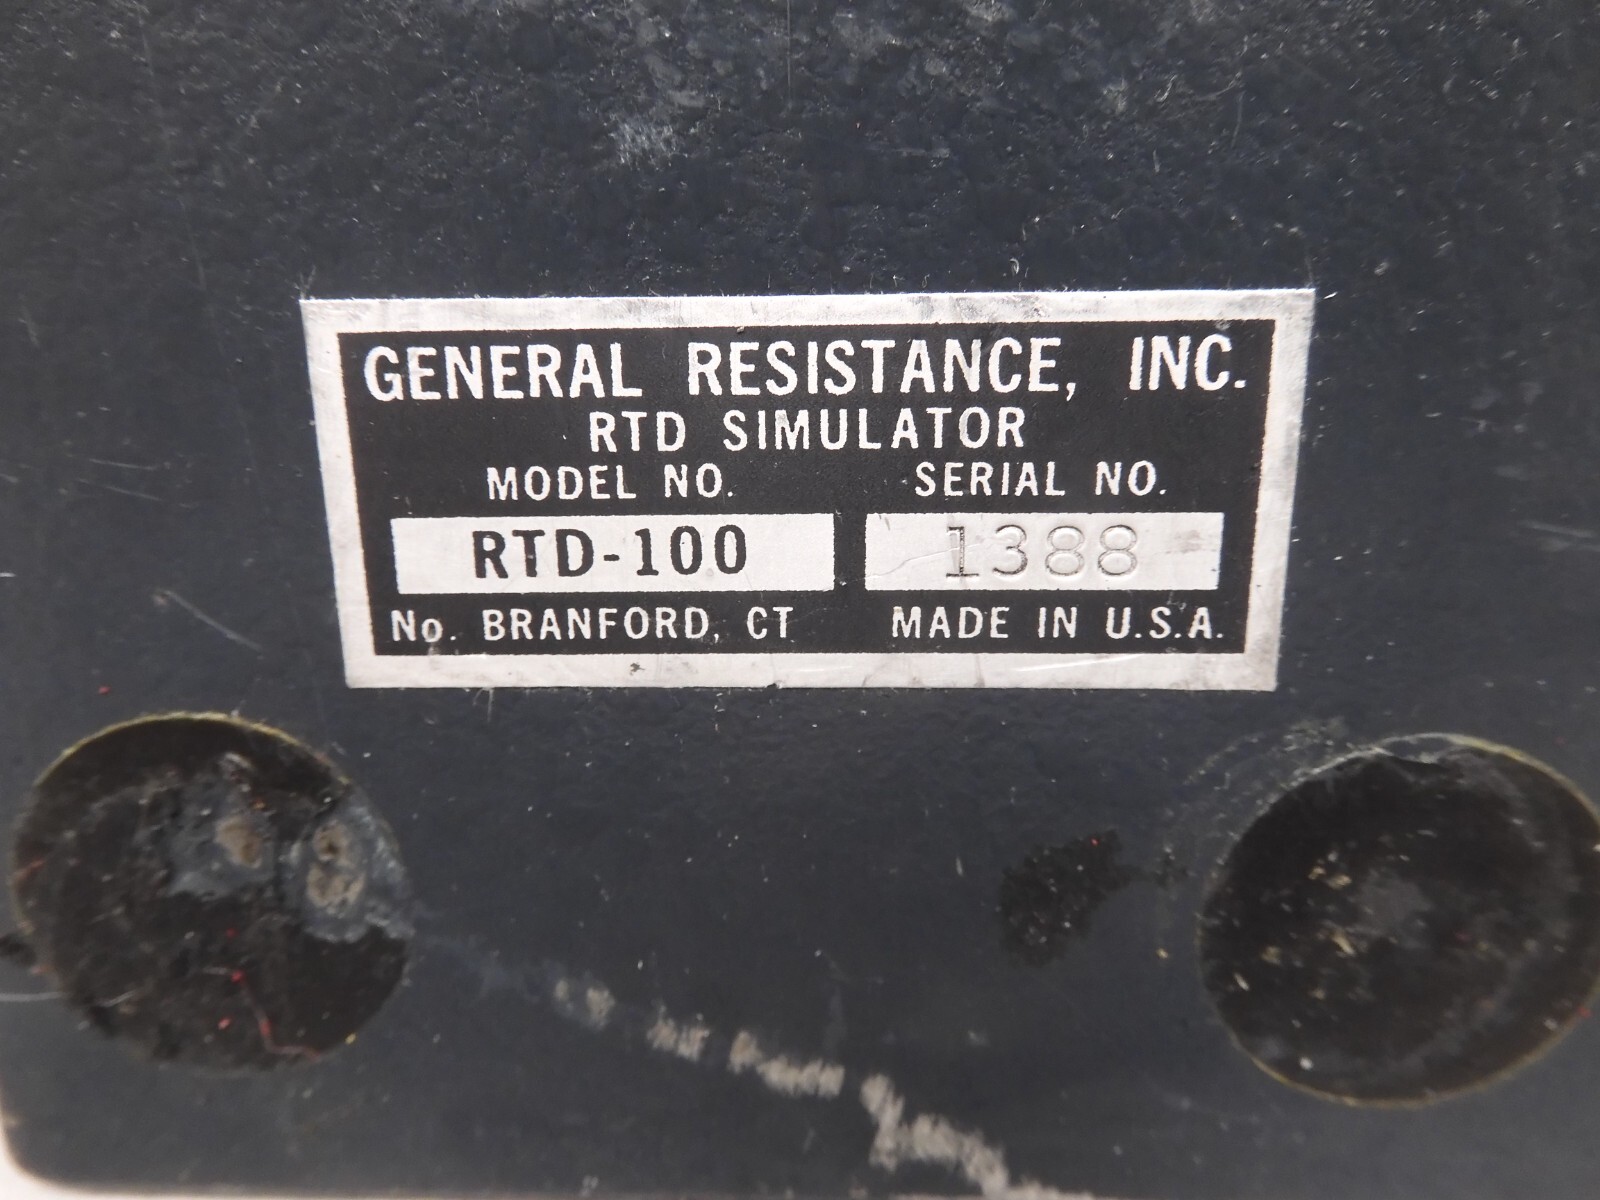 GENERAL RESISTANCE, INC.
RTD SIMULATOR
MODEL NO. SERIAL NO.
RTD-100 1388
No. BRANFORD, CT MADE IN U.S.A.